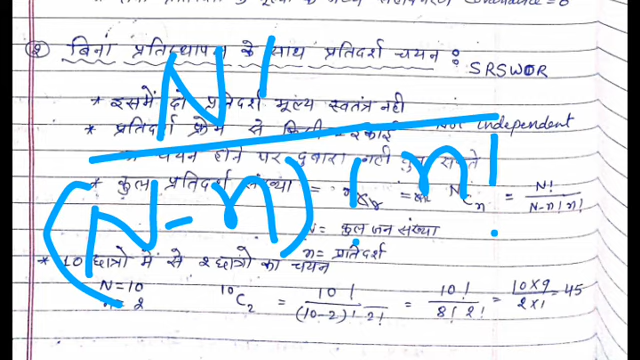 ② बिना प्रतिस्थापन के साथ प्रतिदर्श चयन : SRSWOR
* इसमें दो प्रतिदर्श मूल्य स्वतंत्र नहीं
* प्रतिदर्श फ्रेम से किसी इकाई independent
चयन होने पर दुबारा नहीं
* कुल प्रतिदर्श संख्या = = NCn = N! / N-n! n!
N = कुल जन संख्या
n = प्रतिदर्श
* 10 छात्रो में से 2 छात्रों का चयन
N = 10
n = 2
10C2 = 10! / (10-2)! 2! = 10! / 8! 2! = 10×9 / 2×1 = 45
N!
(N-n)! n!